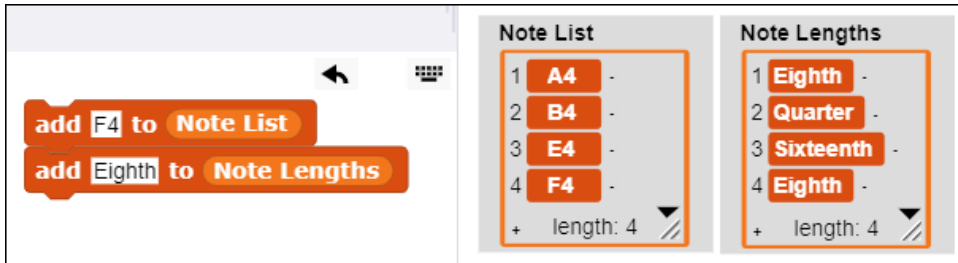 add F4 to Note List
add Eighth to Note Lengths
Note List
1 A4 -
2 B4 -
3 E4 -
4 F4 -
+ length: 4
Note Lengths
1 Eighth -
2 Quarter -
3 Sixteenth -
4 Eighth -
+ length: 4